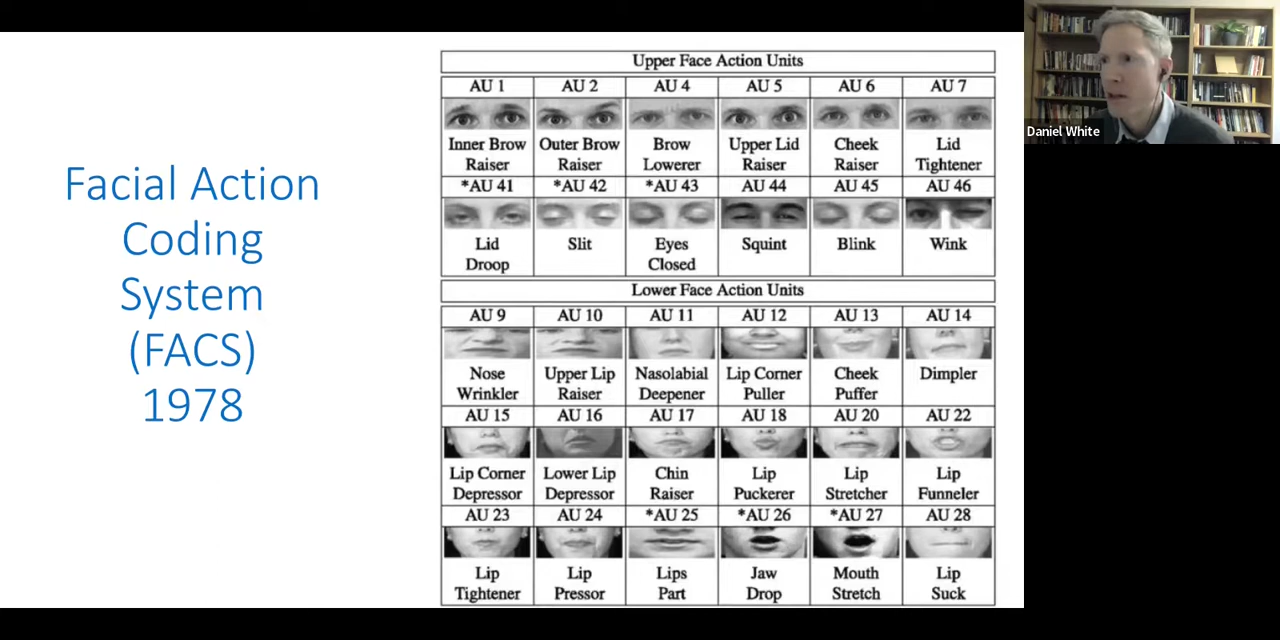 Facial Action
Coding
System
(FACS)
1978
Upper Face Action Units
AU 1 AU 2 AU 4 AU 5 AU 6 AU 7
Inner Brow Outer Brow Brow Upper Lid Cheek Lid
Raiser Raiser Lowerer Raiser Raiser Tightener
*AU 41 *AU 42 *AU 43 AU 44 AU 45 AU 46
Lid Slit Eyes Squint Blink Wink
Droop Closed
Lower Face Action Units
AU 9 AU 10 AU 11 AU 12 AU 13 AU 14
Nose Upper Lip Nasolabial Lip Corner Cheek Dimpler
Wrinkler Raiser Deepener Puller Puffer
AU 15 AU 16 AU 17 AU 18 AU 20 AU 22
Lip Corner Lower Lip Chin Lip Lip Lip
Depressor Depressor Raiser Puckerer Stretcher Funneler
AU 23 AU 24 *AU 25 *AU 26 *AU 27 AU 28
Lip Lip Lips Jaw Mouth Lip
Tightener Pressor Part Drop Stretch Suck
Daniel White